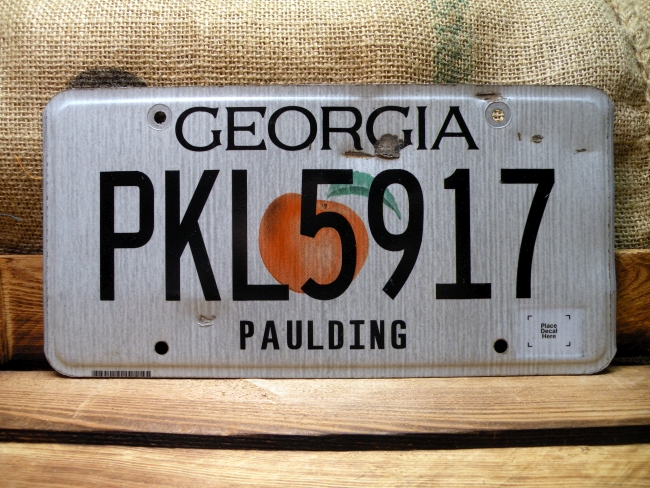 GEORGIA
PKL5917
PAULDING
Place
Decal
Here